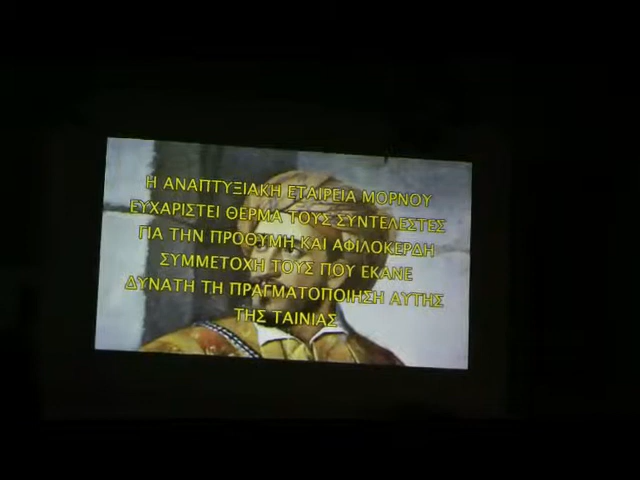 Η ΑΝΑΠΤΥΞΙΑΚΗ ΕΤΑΙΡΕΙΑ ΜΟΡΝΟΥ
ΕΥΧΑΡΙΣΤΕΙ ΘΕΡΜΑ ΤΟΥΣ ΣΥΝΤΕΛΕΣΤΕΣ
ΓΙΑ ΤΗΝ ΠΡΟΘΥΜΗ ΚΑΙ ΑΦΙΛΟΚΕΡΔΗ
ΣΥΜΜΕΤΟΧΗ ΤΟΥΣ ΠΟΥ ΕΚΑΝΕ
ΔΥΝΑΤΗ ΤΗ ΠΡΑΓΜΑΤΟΠΟΙΗΣΗ ΑΥΤΗΣ
ΤΗΣ ΤΑΙΝΙΑΣ